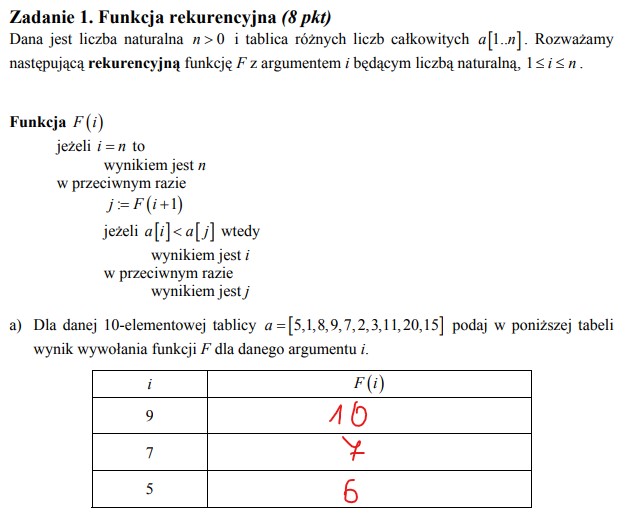 Zadanie 1. Funkcja rekurencyjna (8 pkt)
Dana jest liczba naturalna n > 0 i tablica różnych liczb całkowitych a[1..n]. Rozważamy
następującą rekurencyjną funkcję F z argumentem i będącym liczbą naturalną, 1 ≤ i ≤ n.
Funkcja F(i)
jeżeli i = n to
wynikiem jest n
w przeciwnym razie
j := F(i+1)
jeżeli a[i] < a[j] wtedy
wynikiem jest i
w przeciwnym razie
wynikiem jest j
a) Dla danej 10-elementowej tablicy a = [5,1,8,9,7,2,3,11,20,15] podaj w poniższej tabeli
wynik wywołania funkcji F dla danego argumentu i.
i F(i)
9 10
7 7
5 6